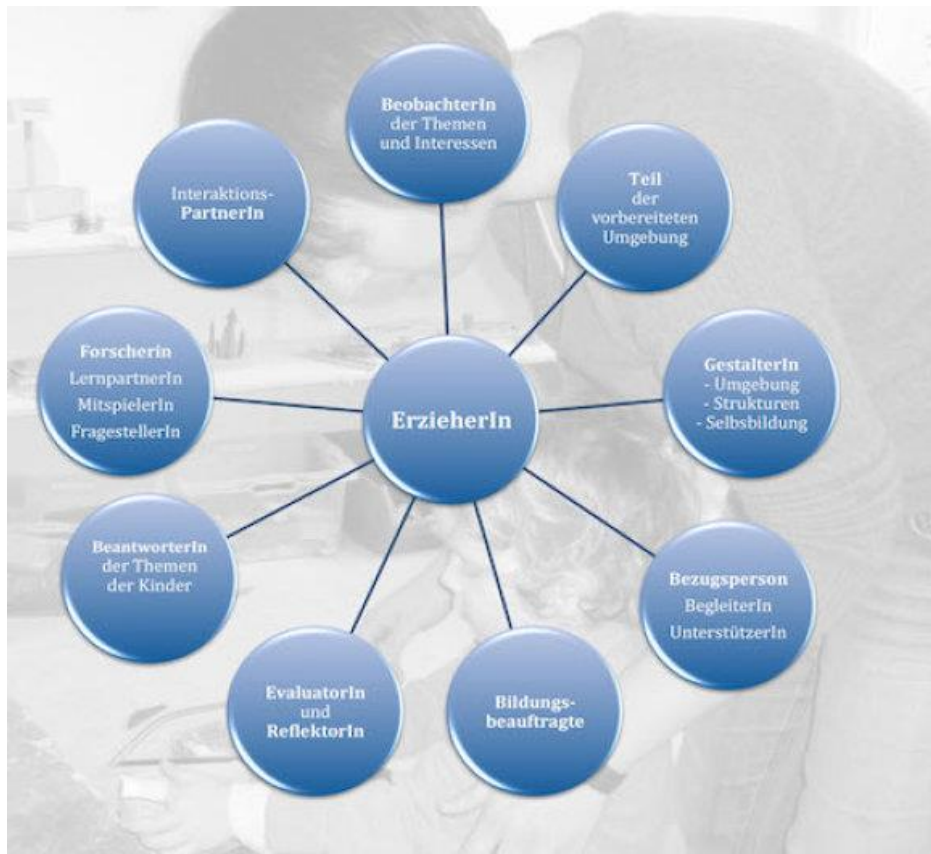 BeobachterIn
der Themen
und Interessen
Teil
der
vorbereiteten
Umgebung
GestalterIn
- Umgebung
- Strukturen
- Selbsbildung
Bezugsperson
BegleiterIn
UnterstützerIn
Bildungs-
beauftragte
EvaluatorIn
und
ReflektorIn
BeantworterIn
der Themen
der Kinder
Forscherin
LernpartnerIn
MitspielerIn
FragestellerIn
Interaktions-
PartnerIn
ErzieherIn